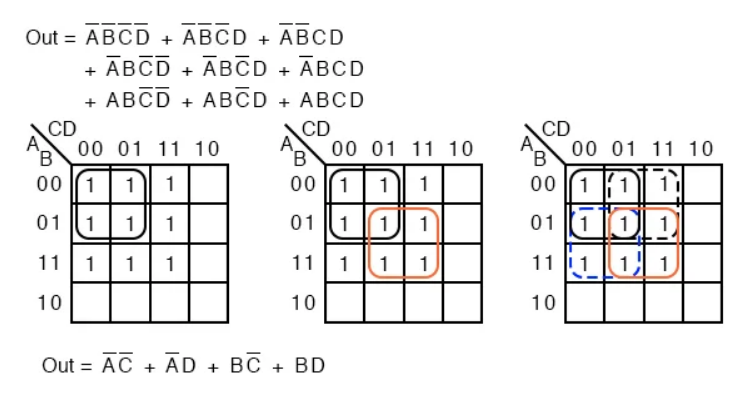 Out = A̅B̅C̅D̅ + A̅B̅C̅D + A̅B̅CD
+ A̅BC̅D̅ + A̅BC̅D + A̅BCD
+ ABC̅D̅ + ABC̅D + ABCD
CD CD CD
A A A
B 00 01 11 10 B 00 01 11 10 B 00 01 11 10
00 1 1 1 00 1 1 1 00 1 1 1
01 1 1 1 01 1 1 1 01 1 1 1
11 1 1 1 11 1 1 1 11 1 1 1
10 10 10
Out = A̅C̅ + A̅D + BC̅ + BD